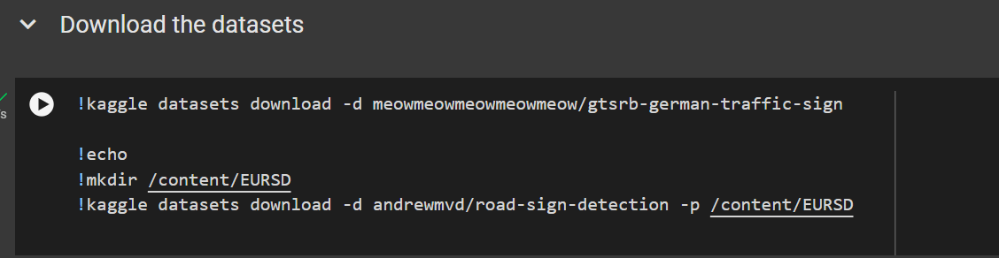 Download the datasets
!kaggle datasets download -d meowmeowmeowmeowmeow/gtsrb-german-traffic-sign
!echo
!mkdir /content/EURSD
!kaggle datasets download -d andrewmvd/road-sign-detection -p /content/EURSD